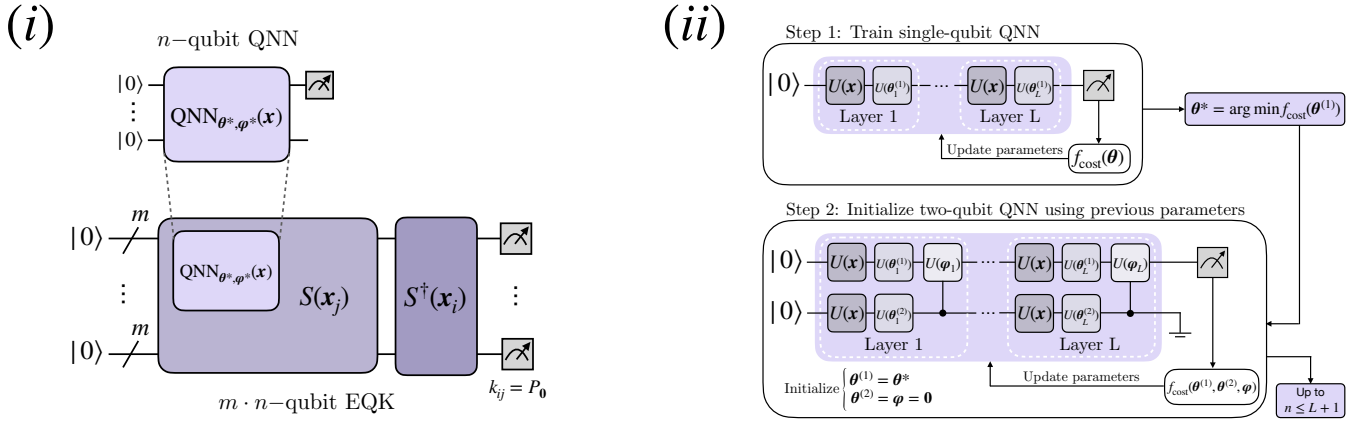 (i)
n−qubit QNN
|0⟩
⋮
|0⟩
QNN_{θ*,φ*}(x)
m
|0⟩
⋮
m
|0⟩
QNN_{θ*,φ*}(x)
S(x_j)
S†(x_i)
⋮
k_{ij} = P_0
m · n−qubit EQK
(ii)
Step 1: Train single-qubit QNN
|0⟩ U(x) U(θ_1^{(1)}) ⋯ U(x) U(θ_L^{(1)})
Layer 1 Layer L
Update parameters
f_cost(θ)
θ* = arg min f_cost(θ^{(1)})
Step 2: Initialize two-qubit QNN using previous parameters
|0⟩ U(x) U(θ_1^{(1)}) U(φ_1) ⋯ U(x) U(θ_L^{(1)}) U(φ_L)
|0⟩ U(x) U(θ_1^{(2)}) ⋯ U(x) U(θ_L^{(2)})
Layer 1 Layer L
Update parameters
Initialize { θ^{(1)} = θ*
θ^{(2)} = φ = 0
f_cost(θ^{(1)}, θ^{(2)}, φ)
Up to
n ≤ L + 1